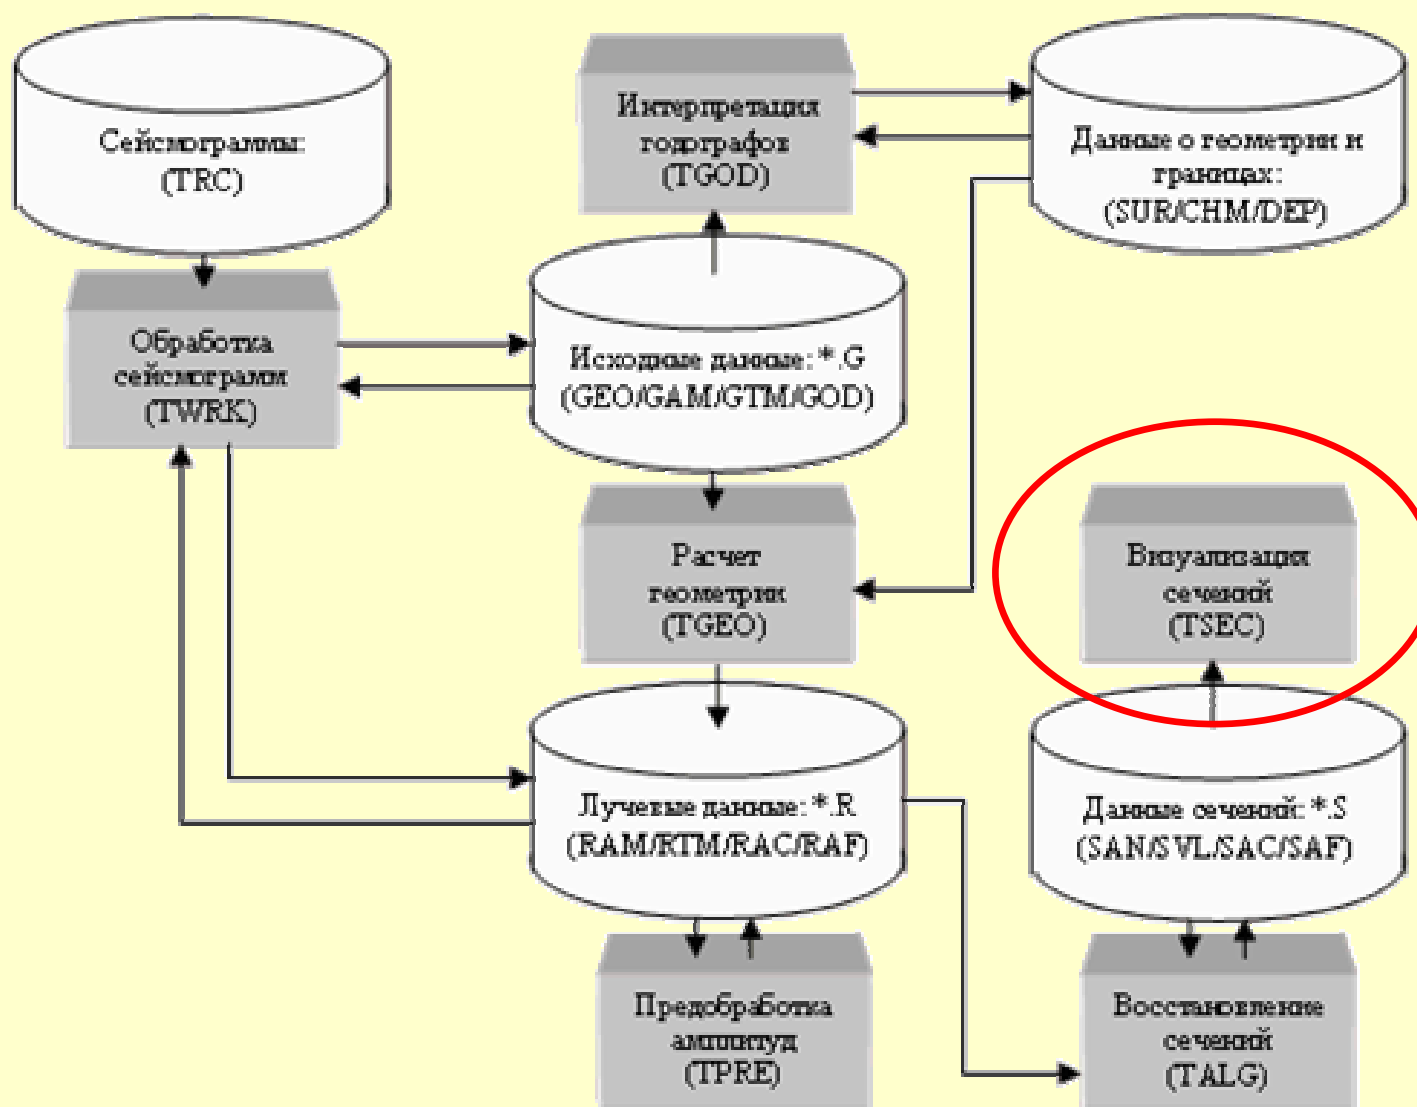 Сейсмограммы:
(TRC)
Интерпретация
годографов
(TGOD)
Данные о геометрии и
границах:
(SUR/CHM/DEP)
Обработка
сейсмограмм
(TWRK)
Исходные данные: *.G
(GEO/GAM/GTM/GOD)
Расчет
геометрии
(TGEO)
Визуализация
сечений
(TSEC)
Лучевые данные: *.R
(RAM/RTM/RAC/RAF)
Данные сечений: *.S
(SAN/SVL/SAC/SAF)
Предобработка
амплитуд
(TPRE)
Восстановление
сечений
(TALG)